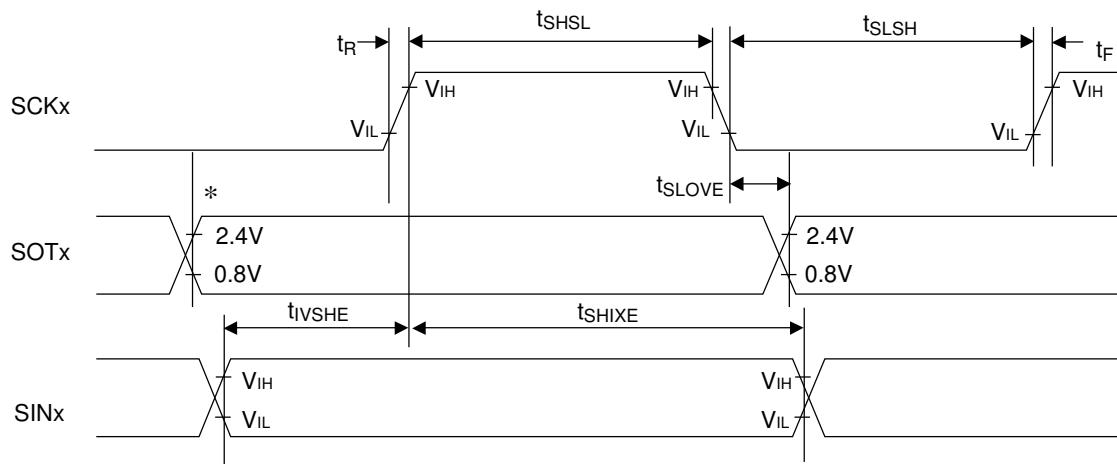 tSHSL tSLSH
tR tF
SCKx VIH VIH VIH
VIL VIL VIL
tSLOVE
*
SOTx 2.4V 2.4V
0.8V 0.8V
tIVSHE tSHIXE
VIH VIH
SINx
VIL VIL